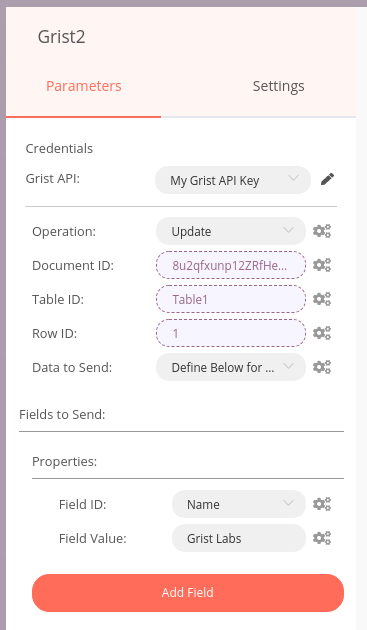 Grist2
Parameters Settings
Credentials
Grist API: My Grist API Key
Operation: Update
Document ID: 8u2qfxunp12ZRfHe...
Table ID: Table1
Row ID: 1
Data to Send: Define Below for ...
Fields to Send:
Properties:
Field ID: Name
Field Value: Grist Labs
Add Field